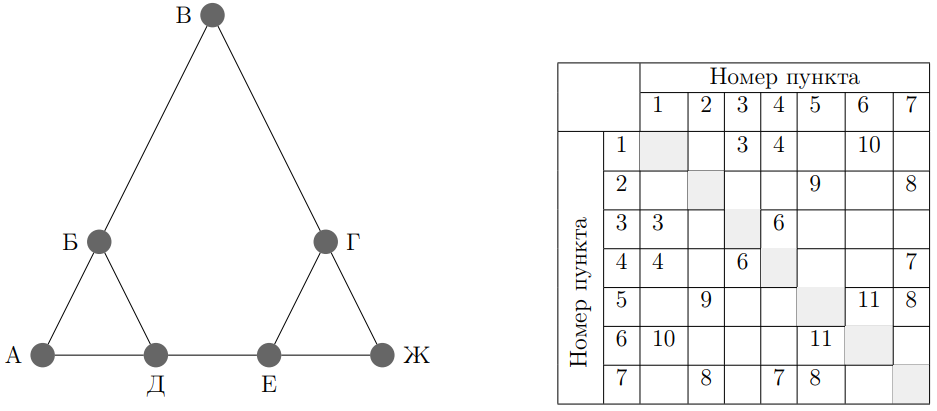 В
Б
Г
А
Ж
Д
Е
Номер пункта
1 2 3 4 5 6 7
Номер пункта
1 3 4 10
2 9 8
3 3 6
4 4 6 7
5 9 11 8
6 10 11
7 8 7 8